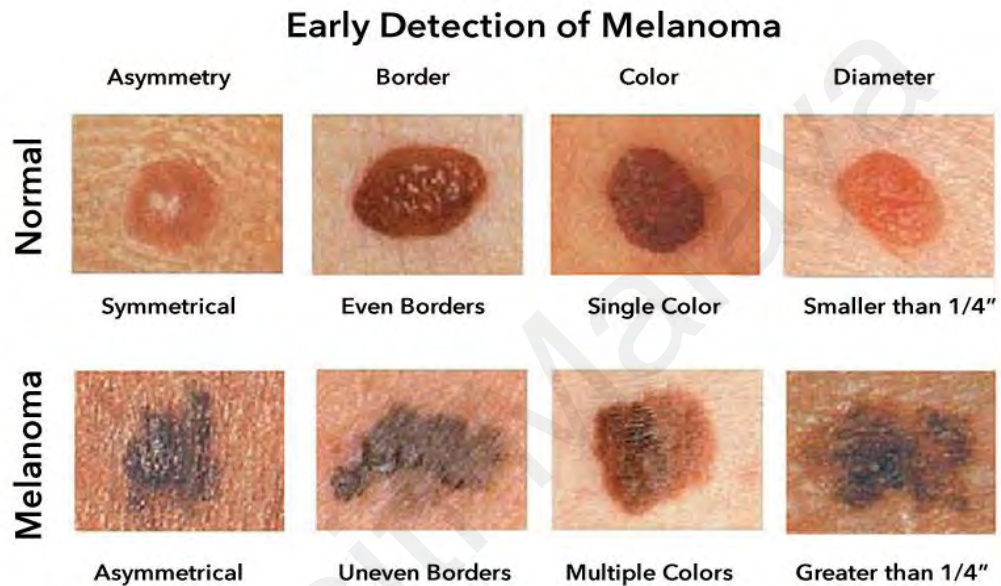 Early Detection of Melanoma
Asymmetry Border Color Diameter
Normal
Symmetrical Even Borders Single Color Smaller than 1/4"
Melanoma
Asymmetrical Uneven Borders Multiple Colors Greater than 1/4"